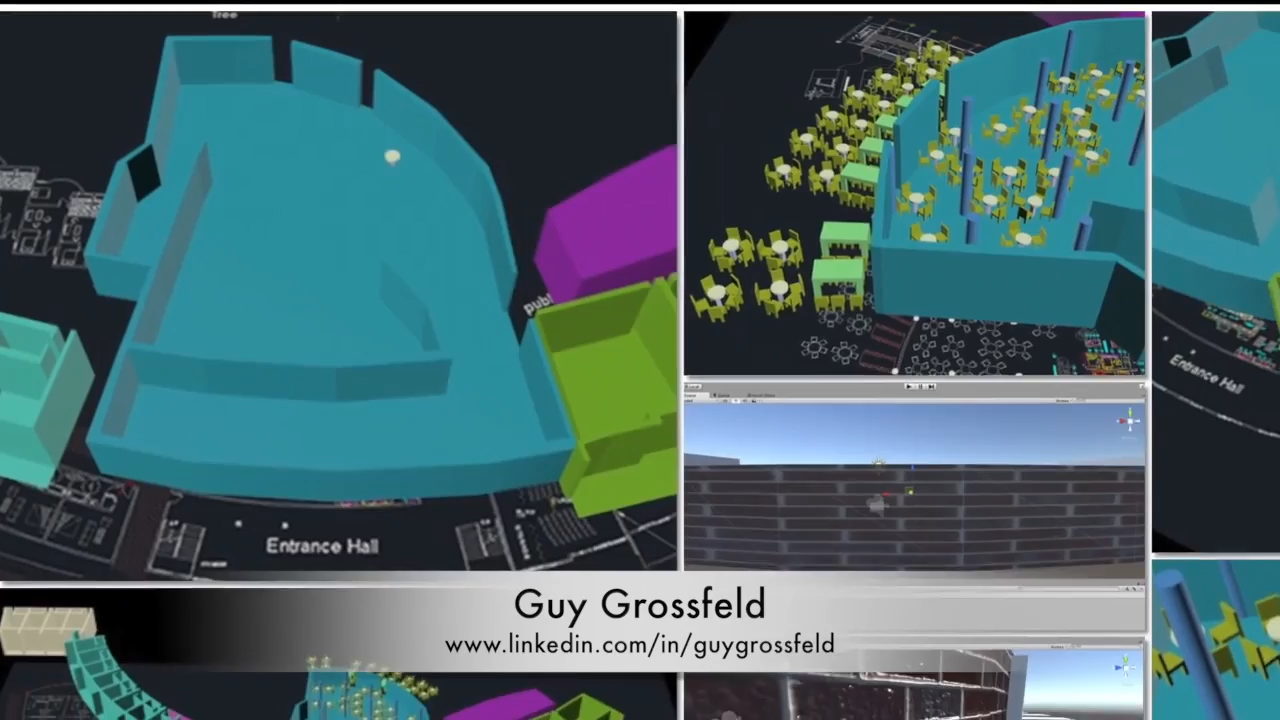 Tree
publ
Entrance Hall
Entrance Hall
Guy Grossfeld
www.linkedin.com/in/guygrossfeld